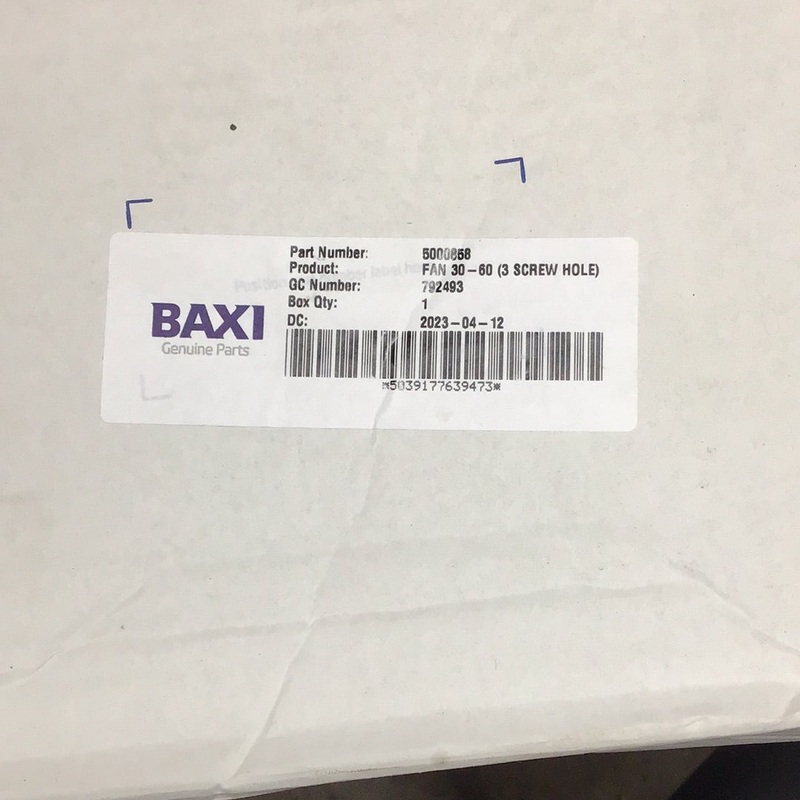 Part Number: 5000858
Product: FAN 30-60 (3 SCREW HOLE)
GC Number: 792493
Box Qty: 1
DC: 2023-04-12
BAXI
Genuine Parts
*5039177639473*